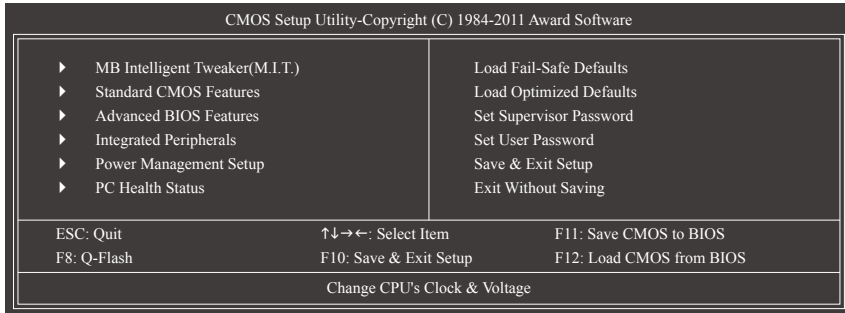 CMOS Setup Utility-Copyright (C) 1984-2011 Award Software
MB Intelligent Tweaker(M.I.T.)
Standard CMOS Features
Advanced BIOS Features
Integrated Peripherals
Power Management Setup
PC Health Status
Load Fail-Safe Defaults
Load Optimized Defaults
Set Supervisor Password
Set User Password
Save & Exit Setup
Exit Without Saving
ESC: Quit ↑↓→←: Select Item F11: Save CMOS to BIOS
F8: Q-Flash F10: Save & Exit Setup F12: Load CMOS from BIOS
Change CPU's Clock & Voltage